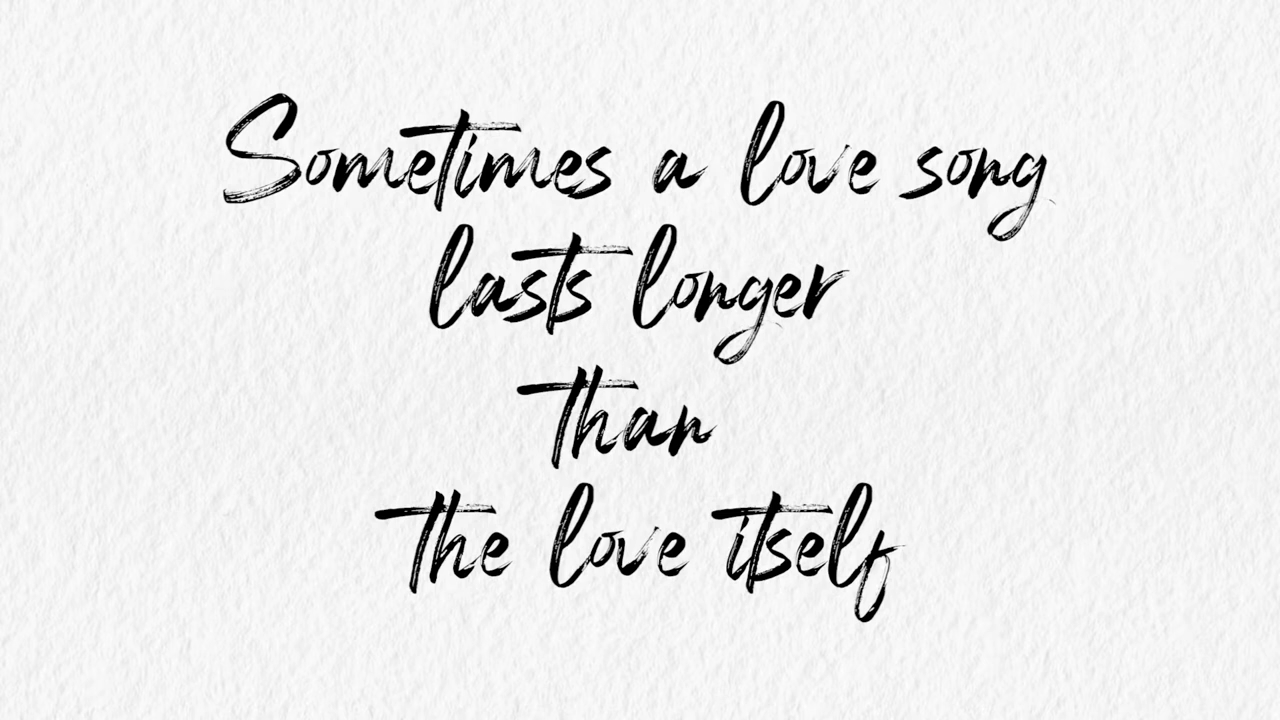 Sometimes a love song
lasts longer
than
the love itself